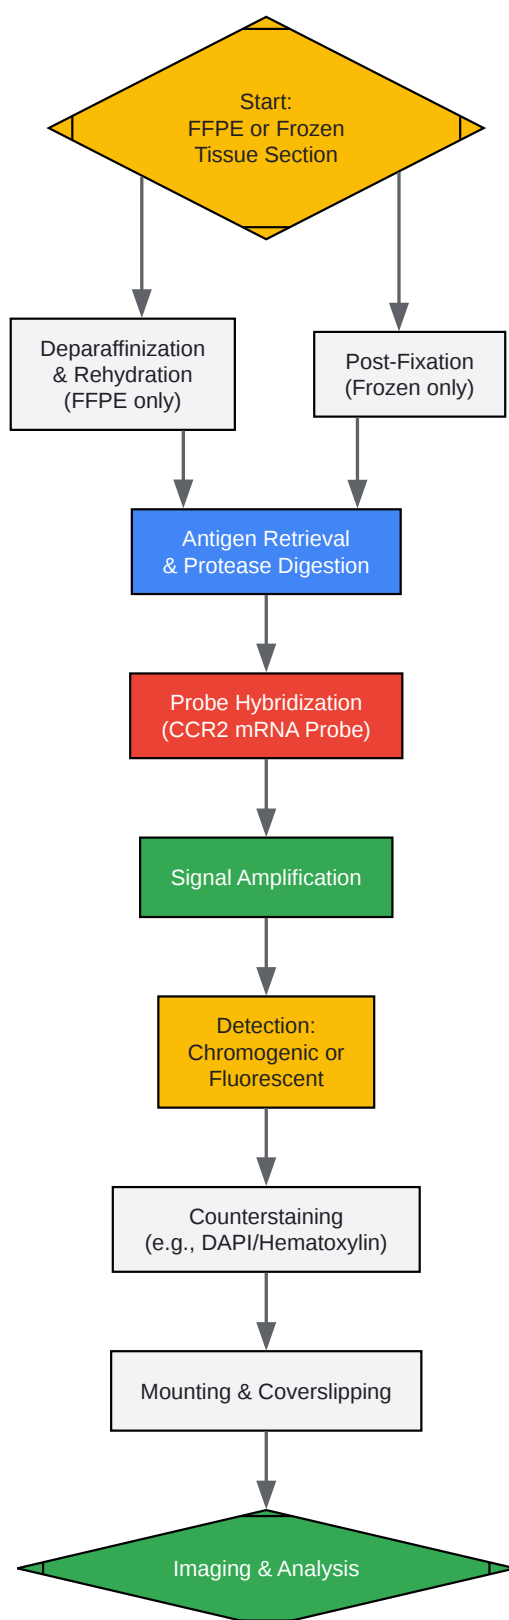 Start:
FFPE or Frozen
Tissue Section
Deparaffinization
& Rehydration
(FFPE only)
Post-Fixation
(Frozen only)
Antigen Retrieval
& Protease Digestion
Probe Hybridization
(CCR2 mRNA Probe)
Signal Amplification
Detection:
Chromogenic or
Fluorescent
Counterstaining
(e.g., DAPI/Hematoxylin)
Mounting & Coverslipping
Imaging & Analysis